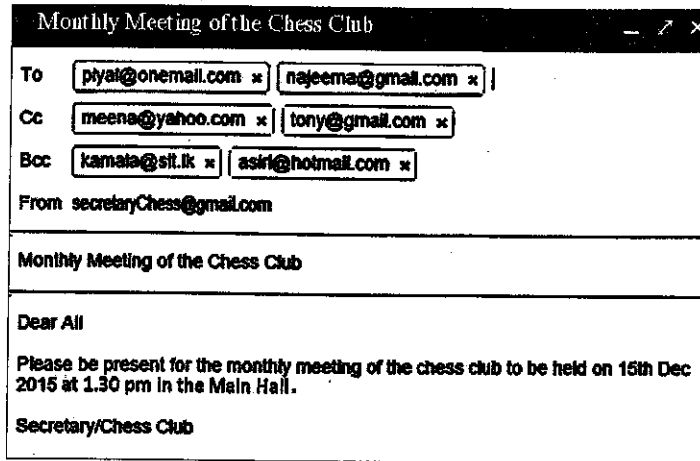 Monthly Meeting of the Chess Club
To piyal@onemail.com × najeema@gmail.com ×
Cc meena@yahoo.com × tony@gmail.com ×
Bcc kamala@slt.lk × asiri@hotmail.com ×
From secretaryChess@gmail.com
Monthly Meeting of the Chess Club
Dear All
Please be present for the monthly meeting of the chess club to be held on 15th Dec
2015 at 1.30 pm in the Main Hall.
Secretary/Chess Club